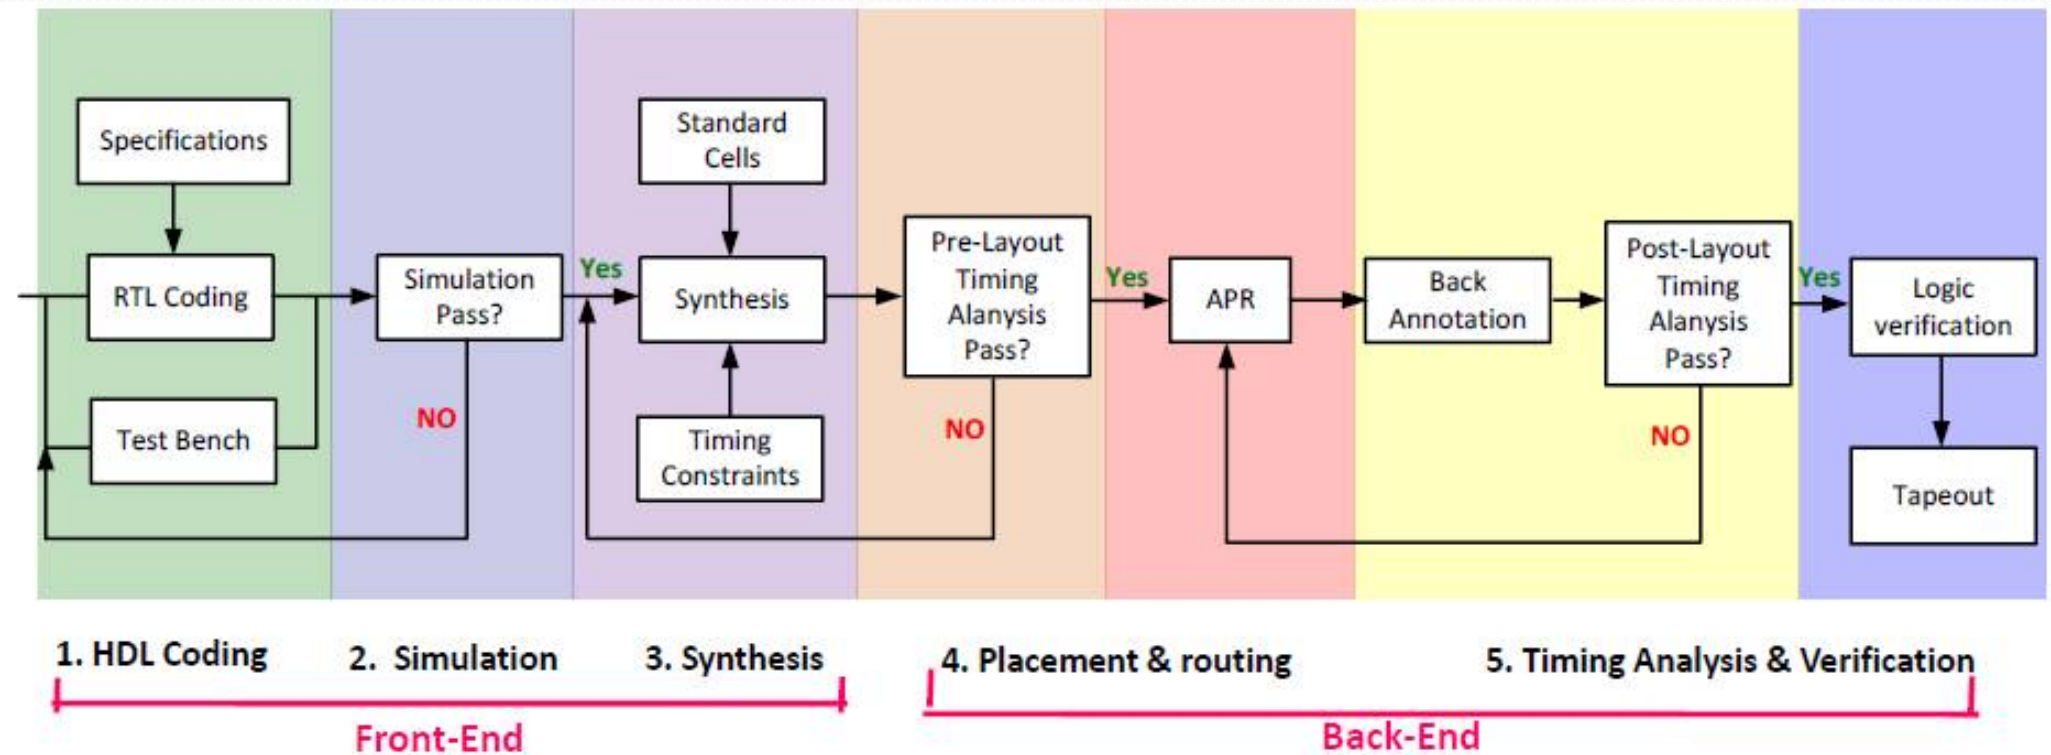 Specifications
RTL Coding
Test Bench
Simulation
Pass?
NO
Yes
Standard
Cells
Synthesis
Timing
Constraints
Pre-Layout
Timing
Alanysis
Pass?
NO
Yes
APR
Back
Annotation
Post-Layout
Timing
Alanysis
Pass?
NO
Yes
Logic
verification
Tapeout
1. HDL Coding
2. Simulation
3. Synthesis
4. Placement & routing
5. Timing Analysis & Verification
Front-End
Back-End